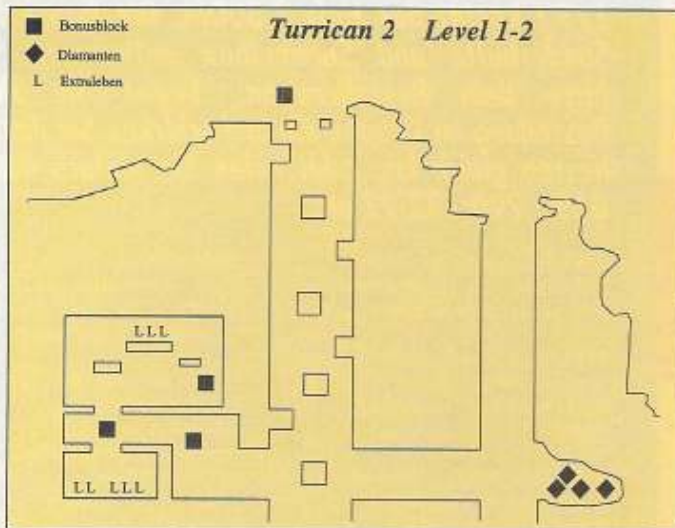 Turrican 2 Level 1-2
Bonusblock
Diamanten
L Extraleben
LLL
LL LLL